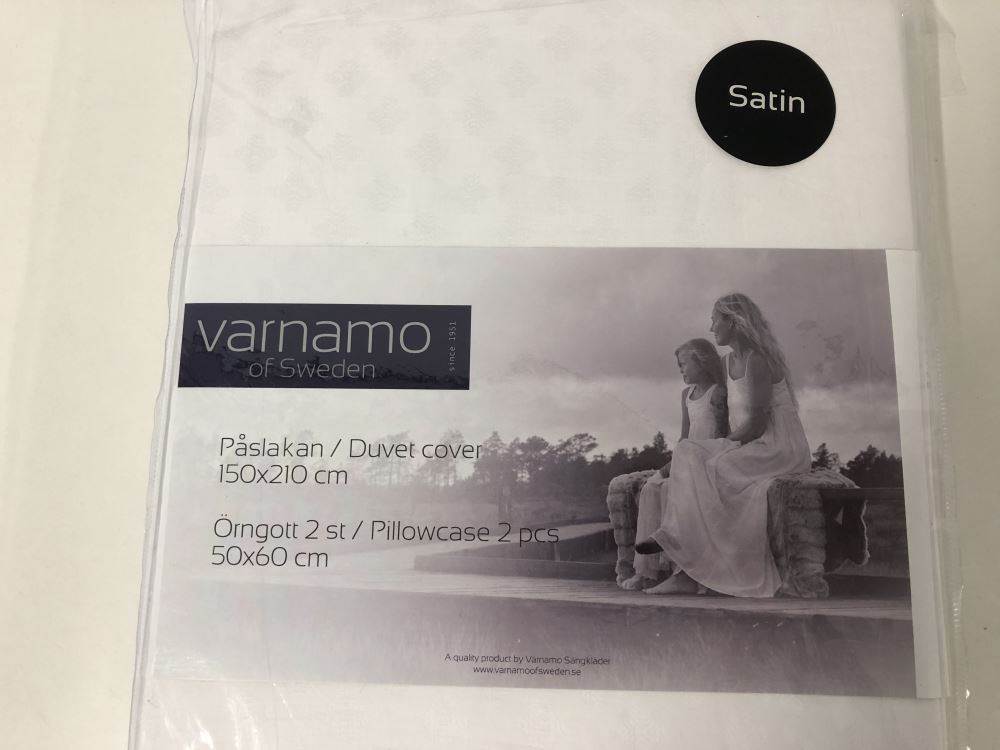 Satin
varnamo
of Sweden
since 1951
Påslakan / Duvet cover
150x210 cm
Örngott 2 st / Pillowcase 2 pcs
50x60 cm
A quality product by Varnamo Sängkläder
www.varnamoofsweden.se